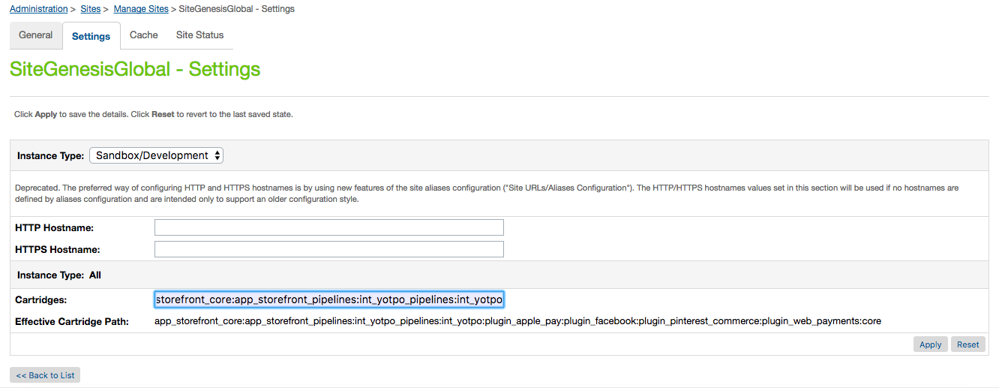 Administration > Sites > Manage Sites > SiteGenesisGlobal - Settings
General Settings Cache Site Status
SiteGenesisGlobal - Settings
Click Apply to save the details. Click Reset to revert to the last saved state.
Instance Type: Sandbox/Development
Deprecated. The preferred way of configuring HTTP and HTTPS hostnames is by using new features of the site aliases configuration ("Site URLs/Aliases Configuration"). The HTTP/HTTPS hostnames values set in this section will be used if no hostnames are
defined by aliases configuration and are intended only to support an older configuration style.
HTTP Hostname:
HTTPS Hostname:
Instance Type: All
Cartridges: storefront_core:app_storefront_pipelines:int_yotpo_pipelines:int_yotpo
Effective Cartridge Path: app_storefront_core:app_storefront_pipelines:int_yotpo_pipelines:int_yotpo:plugin_apple_pay:plugin_facebook:plugin_pinterest_commerce:plugin_web_payments:core
Apply Reset
<< Back to List